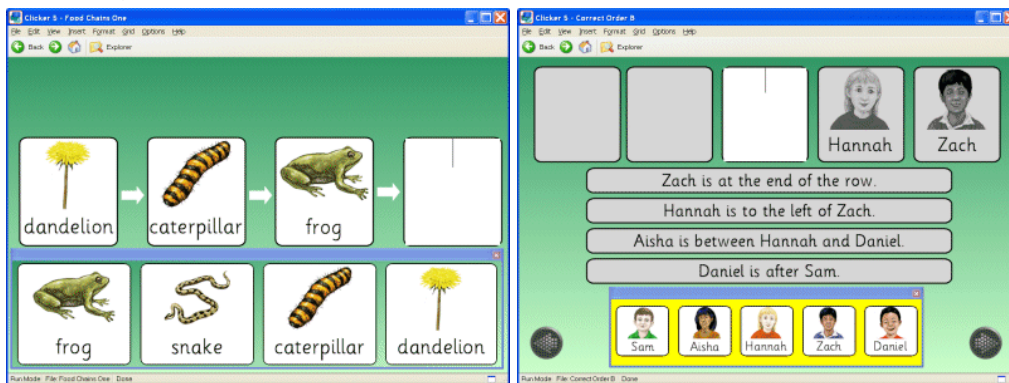 Clicker 5 - Food Chains One
File Edit View Insert Format Grid Options Help
Back Explorer
dandelion caterpillar frog
frog snake caterpillar dandelion
Run Mode File: Food Chains One Done
Clicker 5 - Correct Order B
File Edit View Insert Format Grid Options Help
Back Explorer
Hannah Zach
Zach is at the end of the row.
Hannah is to the left of Zach.
Aisha is between Hannah and Daniel.
Daniel is after Sam.
Sam Aisha Hannah Zach Daniel
Run Mode File: Correct Order B Done